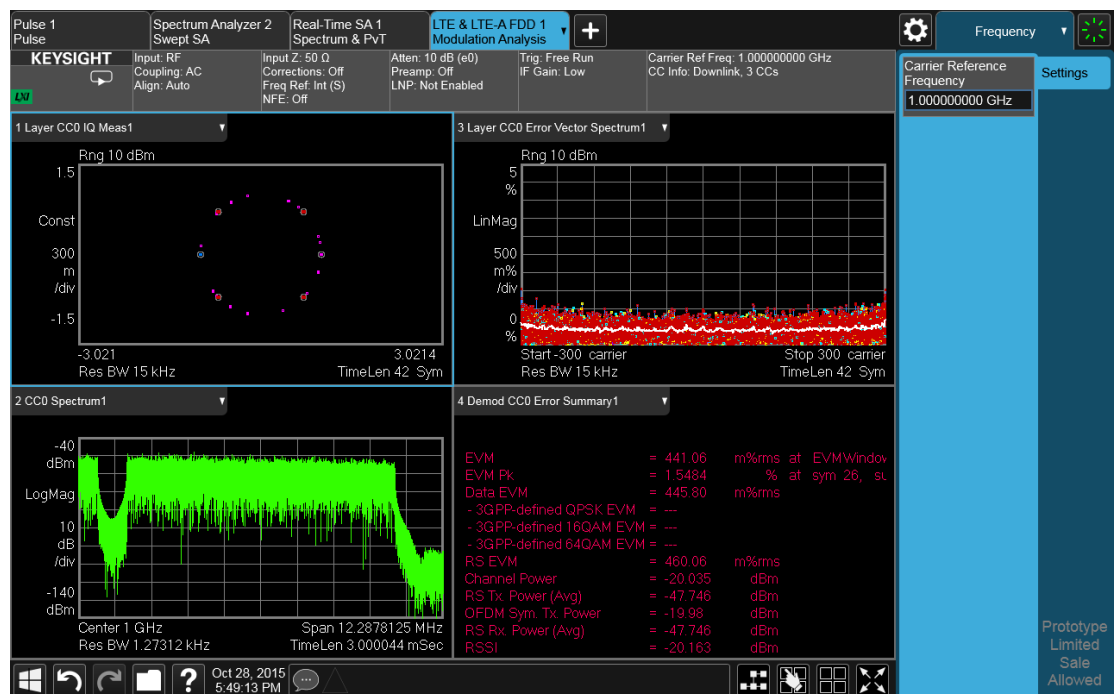 Pulse 1
Pulse
Spectrum Analyzer 2
Swept SA
Real-Time SA 1
Spectrum & PvT
LTE & LTE-A FDD 1
Modulation Analysis
Frequency
KEYSIGHT
LXI
Input: RF
Coupling: AC
Align: Auto
Input Z: 50 Ω
Corrections: Off
Freq Ref: Int (S)
NFE: Off
Atten: 10 dB (e0)
Preamp: Off
LNP: Not Enabled
Trig: Free Run
IF Gain: Low
Carrier Ref Freq: 1.000000000 GHz
CC Info: Downlink, 3 CCs
Carrier Reference
Frequency
1.000000000 GHz
Settings
1 Layer CC0 IQ Meas1
Rng 10 dBm
1.5
Const
300
m
/div
-1.5
-3.021
3.0214
Res BW 15 kHz
TimeLen 42 Sym
3 Layer CC0 Error Vector Spectrum1
Rng 10 dBm
5
%
LinMag
500
m%
/div
0
%
Start -300 carrier
Stop 300 carrier
Res BW 15 kHz
TimeLen 42 Sym
2 CC0 Spectrum1
-40
dBm
LogMag
10
dB
/div
-140
dBm
Center 1 GHz
Span 12.2878125 MHz
Res BW 1.27312 kHz
TimeLen 3.000044 mSec
4 Demod CC0 Error Summary1
EVM = 441.06 m%rms at EVMWindow
EVM Pk = 1.5484 % at sym 26, su
Data EVM = 445.80 m%rms
- 3GPP-defined QPSK EVM = ---
- 3GPP-defined 16QAM EVM = ---
- 3GPP-defined 64QAM EVM = ---
RS EVM = 460.06 m%rms
Channel Power = -20.035 dBm
RS Tx. Power (Avg) = -47.746 dBm
OFDM Sym. Tx. Power = -19.98 dBm
RS Rx. Power (Avg) = -47.746 dBm
RSSI = -20.163 dBm
Prototype
Limited
Sale
Allowed
?
Oct 28, 2015
5:49:13 PM